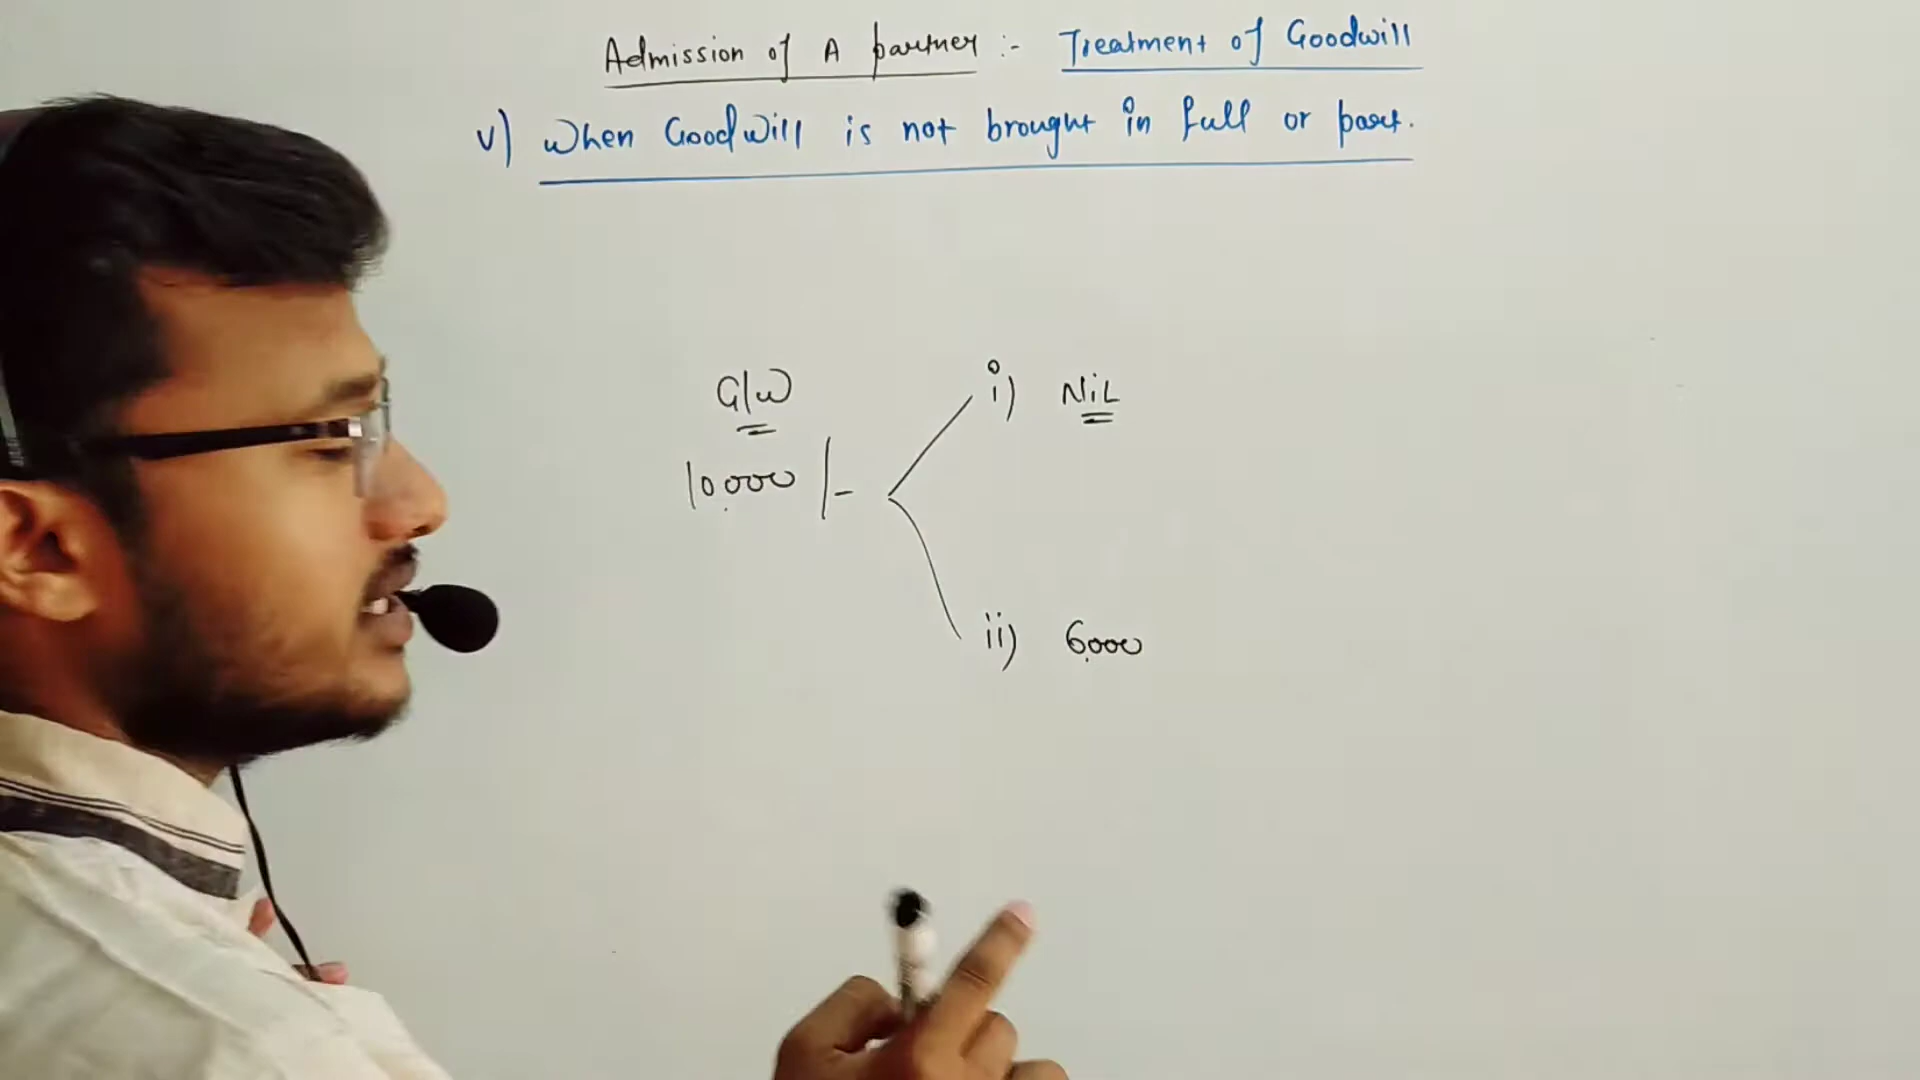 Admission of A partner :- Treatment of Goodwill
v) When Goodwill is not brought in full or part.
G/W
10,000/-
i) NiL
ii) 6,000